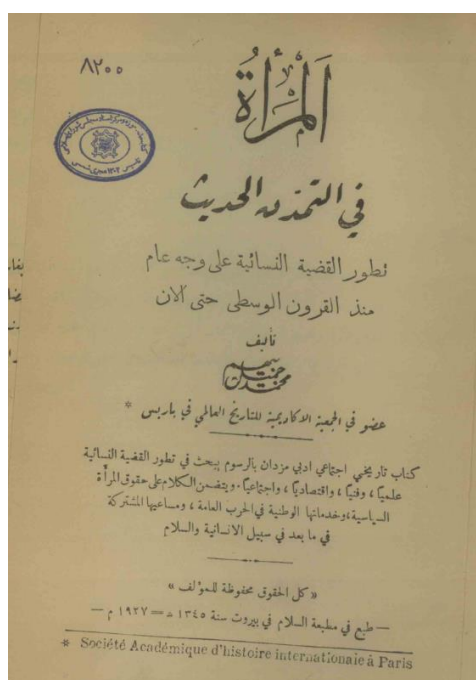 ٨٢٠٠
المرأة
في التمدن الحديث
تطور القضية النسائية على وجه عام
منذ القرون الوسطى حتى الآن
تأليف
محمد جميل بيهم
عضو في الجمعية الاكاديمية للتاريخ العالمي في باريس *
كتاب تاريخي اجتماعي ادبي مزدان بالرسوم يبحث في تطور القضية النسائية
علمياً، وفنياً، واقتصادياً، واجتماعياً. ويتضمن الكلام على حقوق المرأة
السياسية، وخدماتها الوطنية في الحرب العامة، ومساعيها المشتركة
في ما بعد في سبيل الانسانية والسلام
« كل الحقوق محفوظة للمؤلف »
— طبع في مطبعة السلام في بيروت سنة ١٣٤٥ ه = ١٩٢٧ م —
* Société Académique d'histoire internationaie à Paris